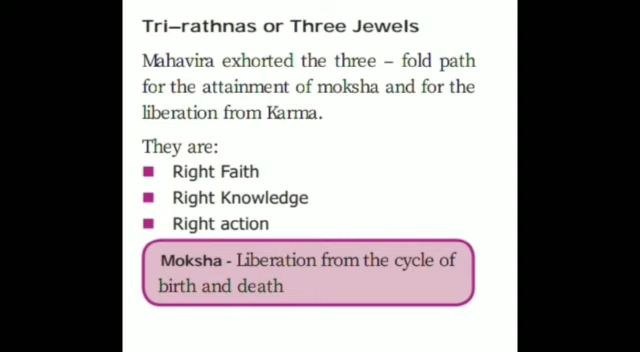 Tri–rathnas or Three Jewels
Mahavira exhorted the three – fold path
for the attainment of moksha and for the
liberation from Karma.
They are:
■ Right Faith
■ Right Knowledge
■ Right action
Moksha - Liberation from the cycle of
birth and death